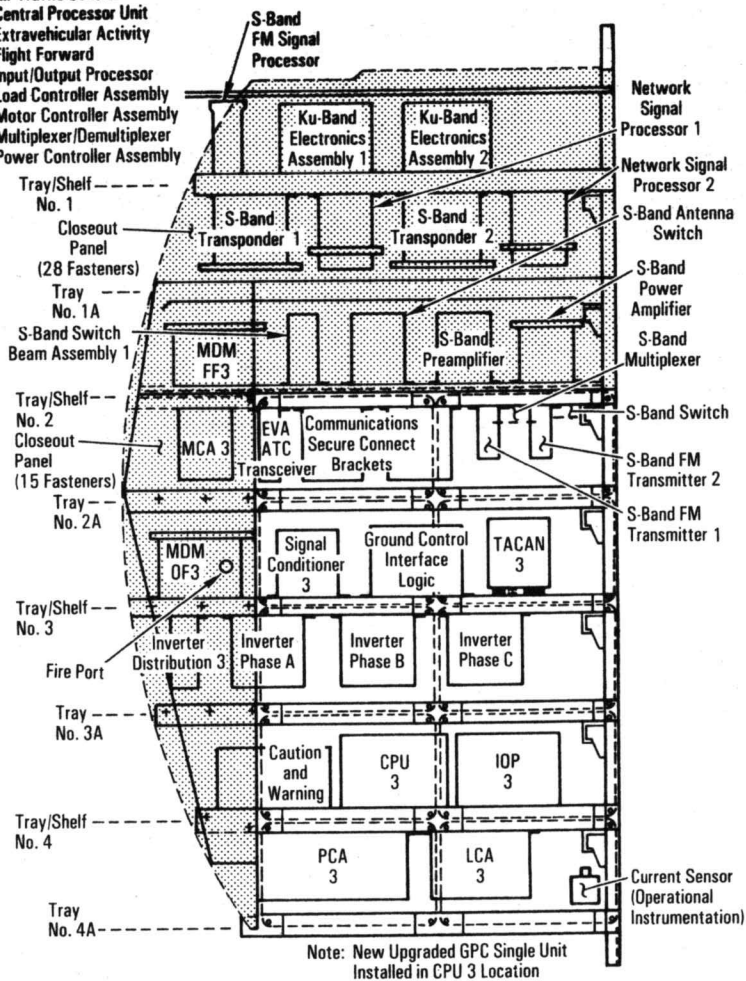 Central Processor Unit
Extravehicular Activity
Flight Forward
Input/Output Processor
Load Controller Assembly
Motor Controller Assembly
Multiplexer/Demultiplexer
Power Controller Assembly
S-Band
FM Signal
Processor
Ku-Band
Electronics
Assembly 1
Ku-Band
Electronics
Assembly 2
Network
Signal
Processor 1
Network Signal
Processor 2
Tray/Shelf
No. 1
Closeout
Panel
(28 Fasteners)
S-Band
Transponder 1
S-Band
Transponder 2
S-Band Antenna
Switch
Tray
No. 1A
S-Band
Power
Amplifier
S-Band Switch
Beam Assembly 1
MDM
FF3
S-Band
Preamplifier
S-Band
Multiplexer
Tray/Shelf
No. 2
Closeout
Panel
(15 Fasteners)
MCA 3
EVA
ATC
Transceiver
Communications
Secure Connect
Brackets
S-Band Switch
S-Band FM
Transmitter 2
S-Band FM
Transmitter 1
Tray
No. 2A
MDM
OF3
Signal
Conditioner
3
Ground Control
Interface
Logic
TACAN
3
Tray/Shelf
No. 3
Fire Port
Inverter
Distribution 3
Inverter
Phase A
Inverter
Phase B
Inverter
Phase C
Tray
No. 3A
Caution
and
Warning
CPU
3
IOP
3
Tray/Shelf
No. 4
PCA
3
LCA
3
Current Sensor
(Operational
Instrumentation)
Tray
No. 4A
Note: New Upgraded GPC Single Unit
Installed in CPU 3 Location